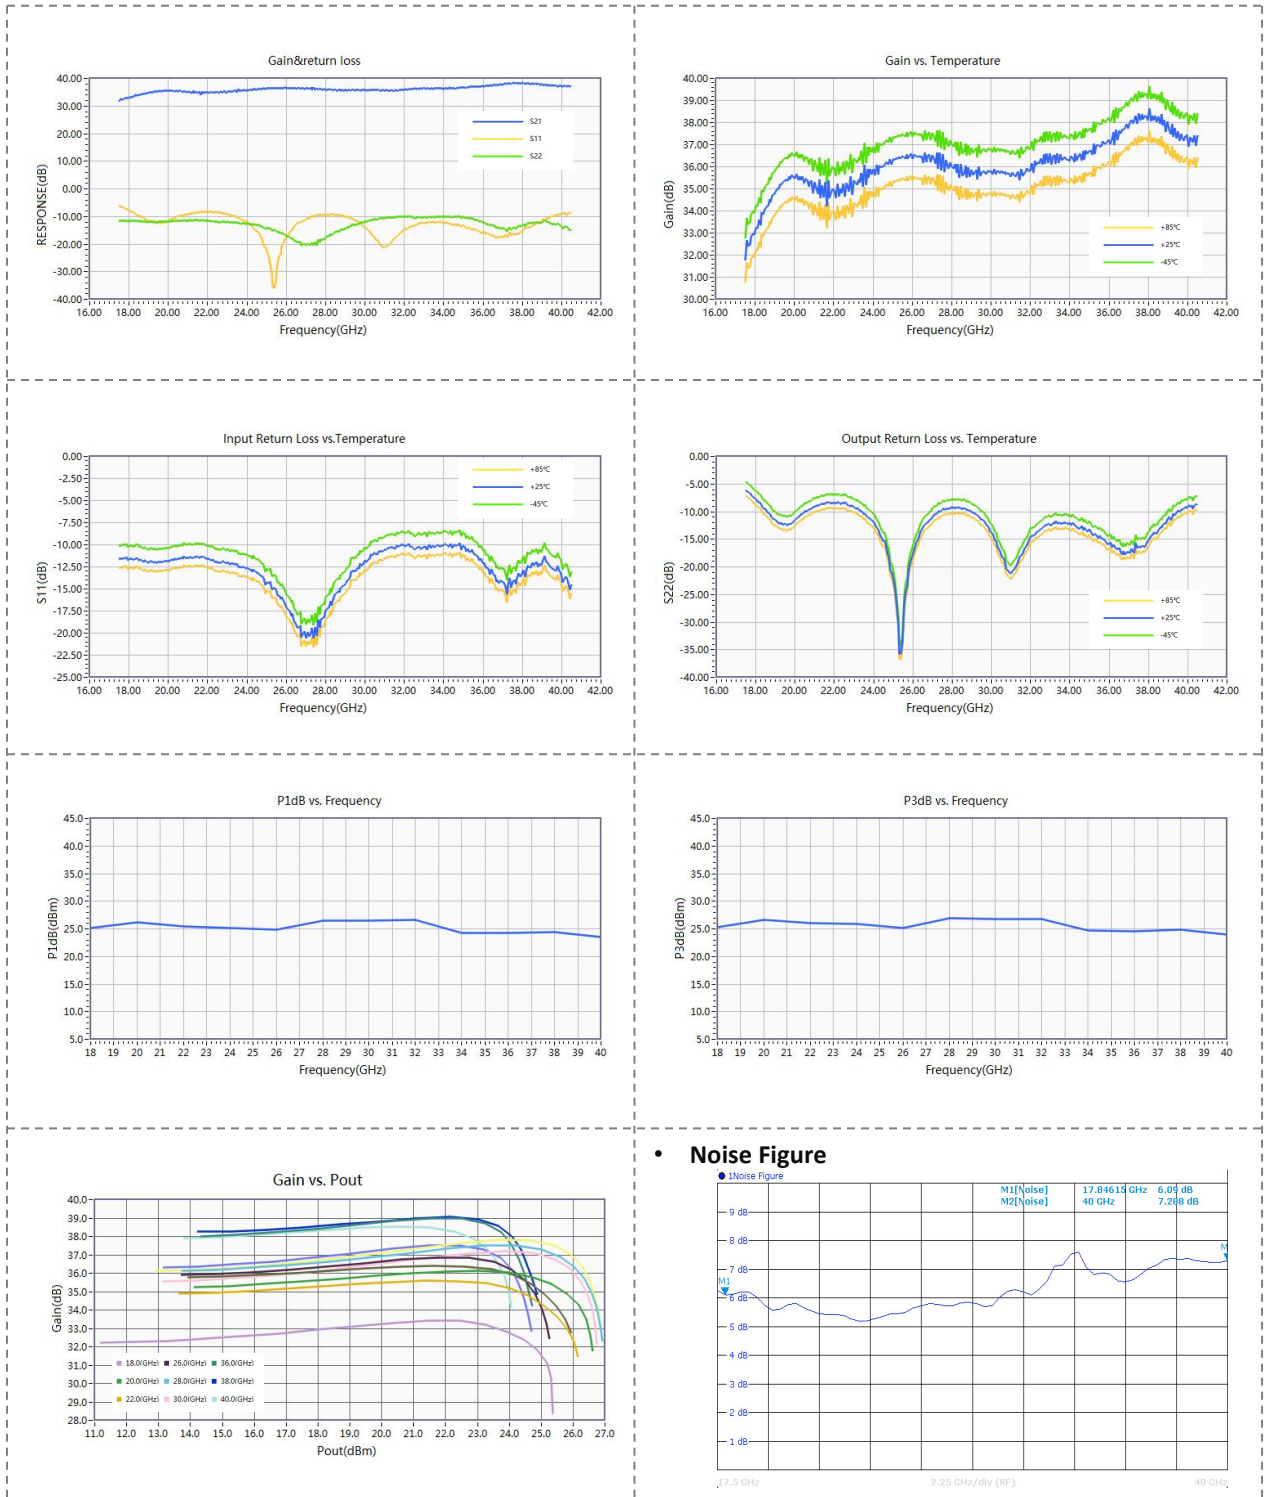 Gain&return loss
RESPONSE(dB)
40.00
30.00
20.00
10.00
0.00
-10.00
-20.00
-30.00
-40.00
S21
S11
S22
16.00 18.00 20.00 22.00 24.00 26.00 28.00 30.00 32.00 34.00 36.00 38.00 40.00 42.00
Frequency(GHz)
Gain vs. Temperature
Gain(dB)
40.00
39.00
38.00
37.00
36.00
35.00
34.00
33.00
32.00
31.00
30.00
+85℃
+25℃
-45℃
16.00 18.00 20.00 22.00 24.00 26.00 28.00 30.00 32.00 34.00 36.00 38.00 40.00 42.00
Frequency(GHz)
Input Return Loss vs.Temperature
S11(dB)
0.00
-2.50
-5.00
-7.50
-10.00
-12.50
-15.00
-17.50
-20.00
-22.50
-25.00
+85℃
+25℃
-45℃
16.00 18.00 20.00 22.00 24.00 26.00 28.00 30.00 32.00 34.00 36.00 38.00 40.00 42.00
Frequency(GHz)
Output Return Loss vs. Temperature
S22(dB)
0.00
-5.00
-10.00
-15.00
-20.00
-25.00
-30.00
-35.00
-40.00
+85℃
+25℃
-45℃
16.00 18.00 20.00 22.00 24.00 26.00 28.00 30.00 32.00 34.00 36.00 38.00 40.00 42.00
Frequency(GHz)
P1dB vs. Frequency
P1dB(dBm)
45.0
40.0
35.0
30.0
25.0
20.0
15.0
10.0
5.0
18 19 20 21 22 23 24 25 26 27 28 29 30 31 32 33 34 35 36 37 38 39 40
Frequency(GHz)
P3dB vs. Frequency
P3dB(dBm)
45.0
40.0
35.0
30.0
25.0
20.0
15.0
10.0
5.0
18 19 20 21 22 23 24 25 26 27 28 29 30 31 32 33 34 35 36 37 38 39 40
Frequency(GHz)
Gain vs. Pout
Gain(dB)
40.0
39.0
38.0
37.0
36.0
35.0
34.0
33.0
32.0
31.0
30.0
29.0
28.0
18.0(GHz) 26.0(GHz) 36.0(GHz)
20.0(GHz) 28.0(GHz) 38.0(GHz)
22.0(GHz) 30.0(GHz) 40.0(GHz)
11.0 12.0 13.0 14.0 15.0 16.0 17.0 18.0 19.0 20.0 21.0 22.0 23.0 24.0 25.0 26.0 27.0
Pout(dBm)
• Noise Figure
1Noise Figure
M1[Noise] 17.84615 GHz 6.09 dB
M2[Noise] 40 GHz 7.288 dB
9 dB
8 dB
7 dB
6 dB
5 dB
4 dB
3 dB
2 dB
1 dB
M1
M
17.5 GHz 2.25 GHz/div (RF) 40 GHz